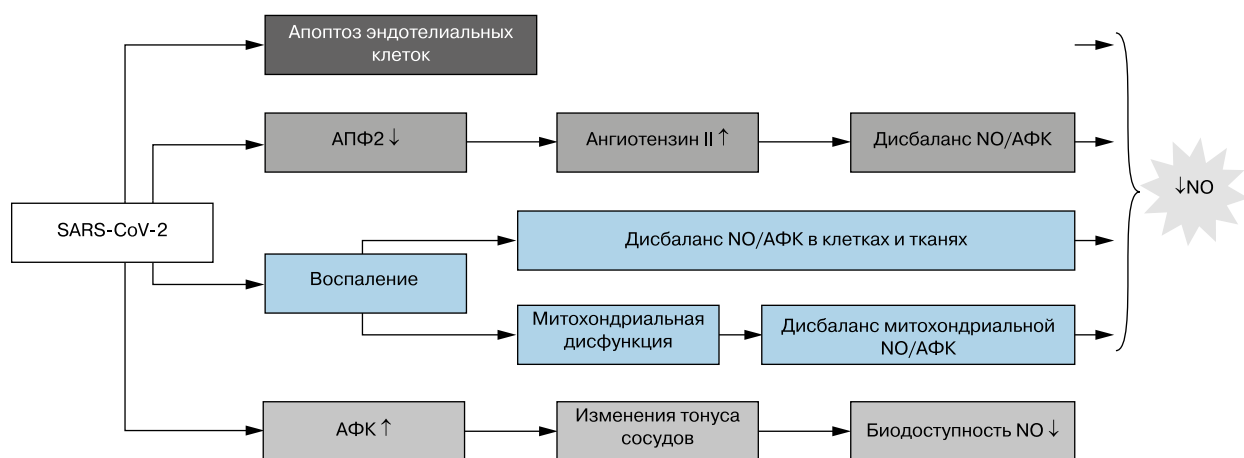 Апоптоз эндотелиальных
клеток
АПФ2 ↓
Ангиотензин II ↑
Дисбаланс NO/АФК
↓NO
SARS-CoV-2
Дисбаланс NO/АФК в клетках и тканях
Воспаление
Митохондриальная
дисфункция
Дисбаланс митохондриальной
NO/АФК
АФК ↑
Изменения тонуса
сосудов
Биодоступность NO ↓